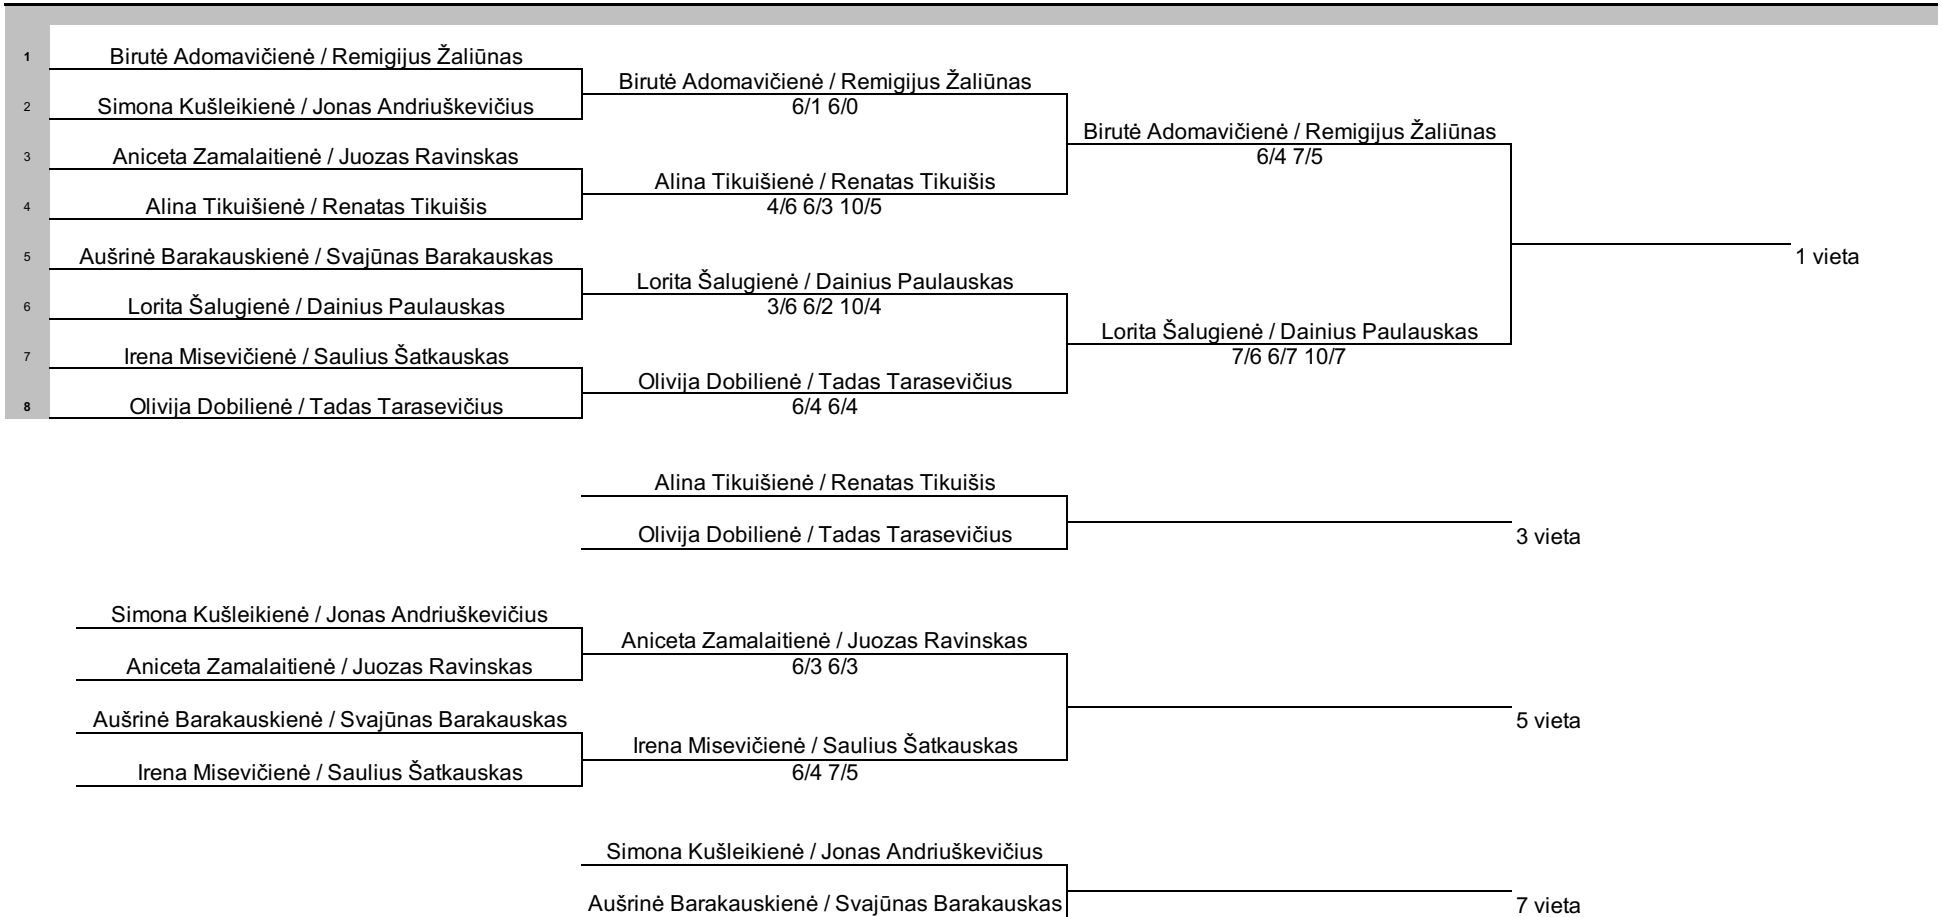 1 Birutė Adomavičienė / Remigijus Žaliūnas
Birutė Adomavičienė / Remigijus Žaliūnas
2 Simona Kušleikienė / Jonas Andriuškevičius
6/1 6/0
Birutė Adomavičienė / Remigijus Žaliūnas
3 Aniceta Zamalaitienė / Juozas Ravinskas
6/4 7/5
Alina Tikuišienė / Renatas Tikuišis
4 Alina Tikuišienė / Renatas Tikuišis
4/6 6/3 10/5
5 Aušrinė Barakauskienė / Svajūnas Barakauskas
1 vieta
Lorita Šalugienė / Dainius Paulauskas
6 Lorita Šalugienė / Dainius Paulauskas
3/6 6/2 10/4
Lorita Šalugienė / Dainius Paulauskas
7 Irena Misevičienė / Saulius Šatkauskas
7/6 6/7 10/7
Olivija Dobilienė / Tadas Tarasevičius
8 Olivija Dobilienė / Tadas Tarasevičius
6/4 6/4
Alina Tikuišienė / Renatas Tikuišis
Olivija Dobilienė / Tadas Tarasevičius
3 vieta
Simona Kušleikienė / Jonas Andriuškevičius
Aniceta Zamalaitienė / Juozas Ravinskas
Aniceta Zamalaitienė / Juozas Ravinskas
6/3 6/3
Aušrinė Barakauskienė / Svajūnas Barakauskas
5 vieta
Irena Misevičienė / Saulius Šatkauskas
Irena Misevičienė / Saulius Šatkauskas
6/4 7/5
Simona Kušleikienė / Jonas Andriuškevičius
Aušrinė Barakauskienė / Svajūnas Barakauskas
7 vieta